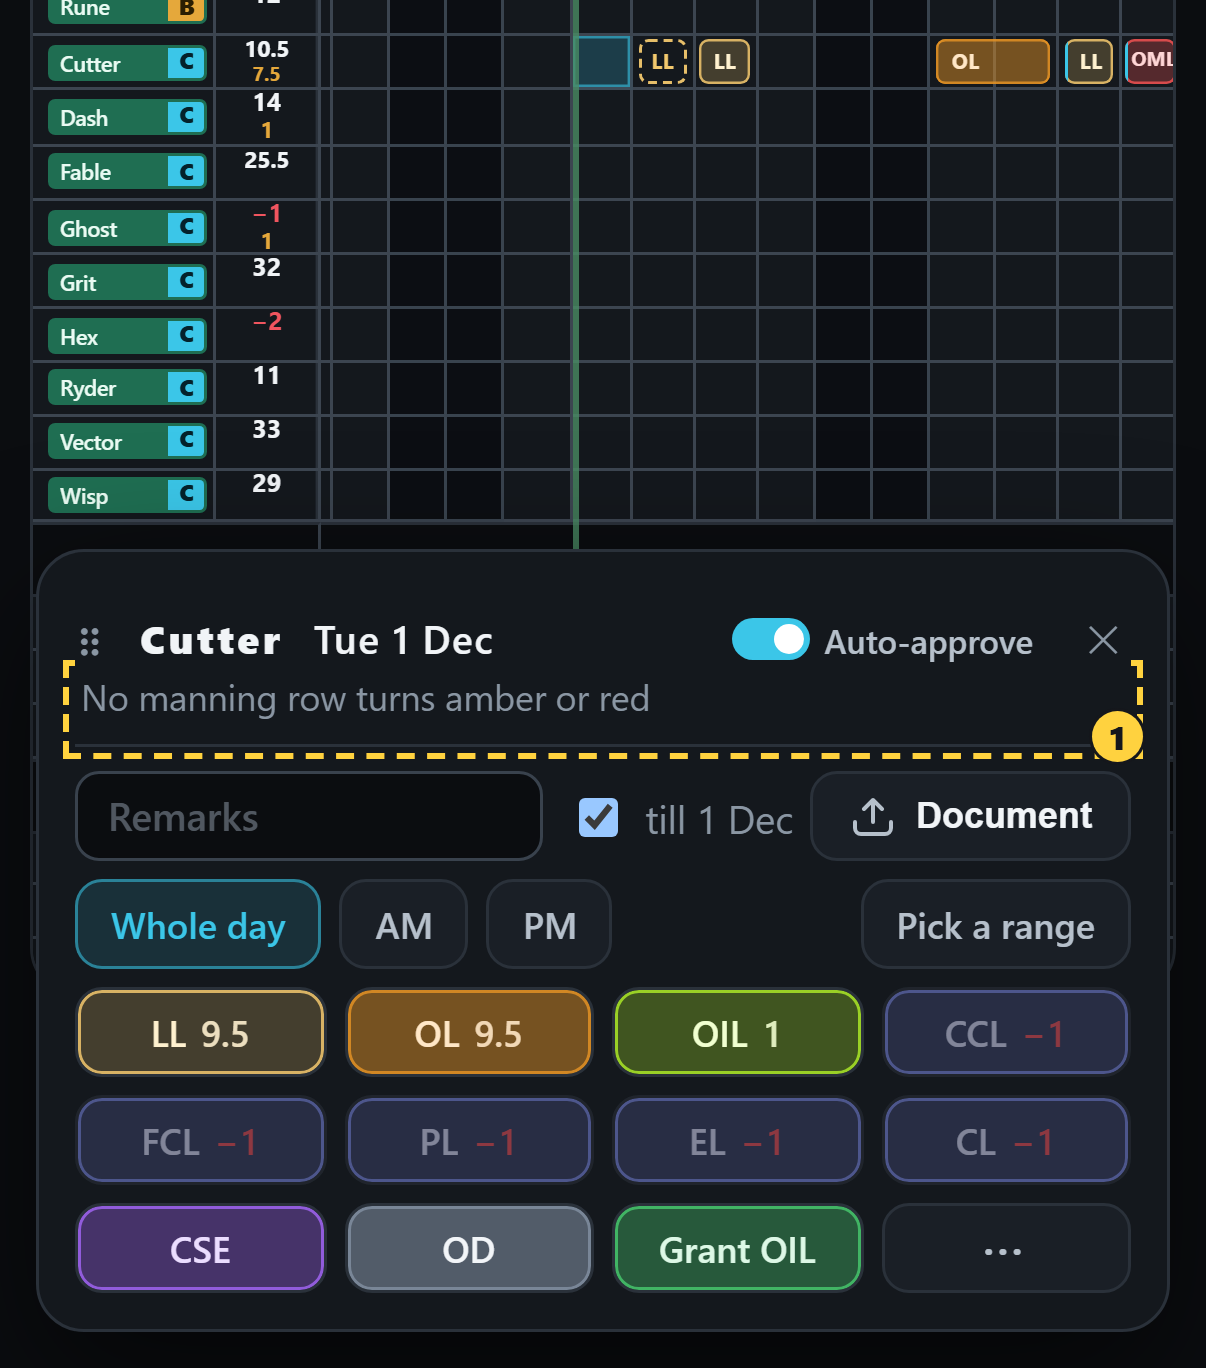 Rune B 12
Cutter C 10.5 LL LL OL LL OML
7.5
Dash C 14
1
Fable C 25.5
Ghost C −1
1
Grit C 32
Hex C −2
Ryder C 11
Vector C 33
Wisp C 29
Cutter Tue 1 Dec Auto-approve
No manning row turns amber or red
1
Remarks till 1 Dec Document
Whole day AM PM Pick a range
LL 9.5 OL 9.5 OIL 1 CCL −1
FCL −1 PL −1 EL −1 CL −1
CSE OD Grant OIL ...